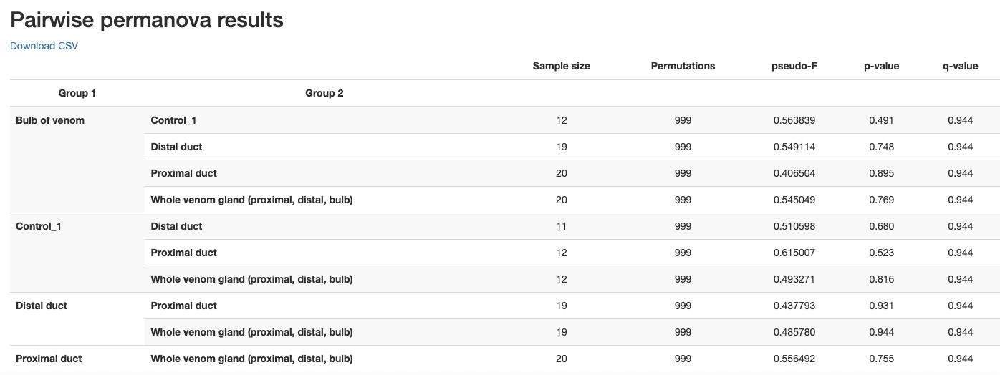 Pairwise permanova results
Download CSV
Sample size Permutations pseudo-F p-value q-value
Group 1 Group 2
Bulb of venom Control_1 12 999 0.563839 0.491 0.944
Distal duct 19 999 0.549114 0.748 0.944
Proximal duct 20 999 0.406504 0.895 0.944
Whole venom gland (proximal, distal, bulb) 20 999 0.545049 0.769 0.944
Control_1 Distal duct 11 999 0.510598 0.680 0.944
Proximal duct 12 999 0.615007 0.523 0.944
Whole venom gland (proximal, distal, bulb) 12 999 0.493271 0.816 0.944
Distal duct Proximal duct 19 999 0.437793 0.931 0.944
Whole venom gland (proximal, distal, bulb) 19 999 0.485780 0.944 0.944
Proximal duct Whole venom gland (proximal, distal, bulb) 20 999 0.556492 0.755 0.944